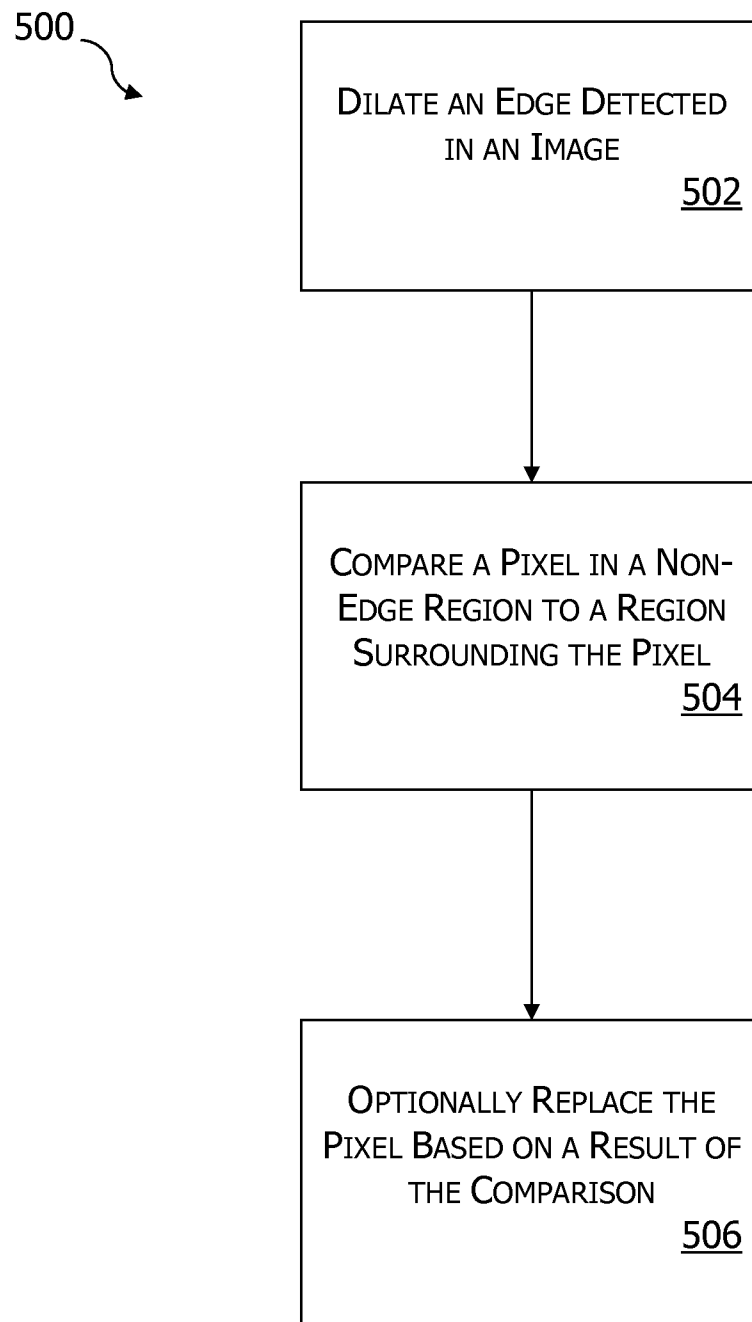 500
DILATE AN EDGE DETECTED
IN AN IMAGE
502
COMPARE A PIXEL IN A NON-
EDGE REGION TO A REGION
SURROUNDING THE PIXEL
504
OPTIONALLY REPLACE THE
PIXEL BASED ON A RESULT OF
THE COMPARISON
506